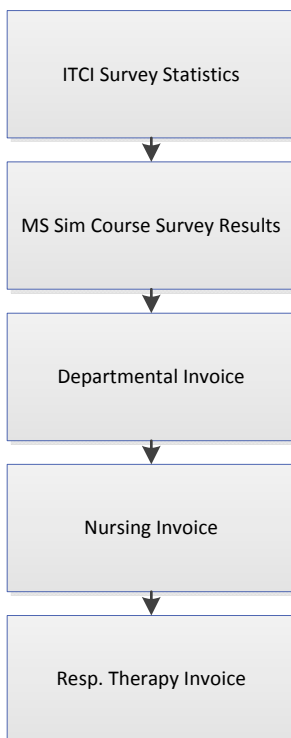 ITCI Survey Statistics
MS Sim Course Survey Results
Departmental Invoice
Nursing Invoice
Resp. Therapy Invoice